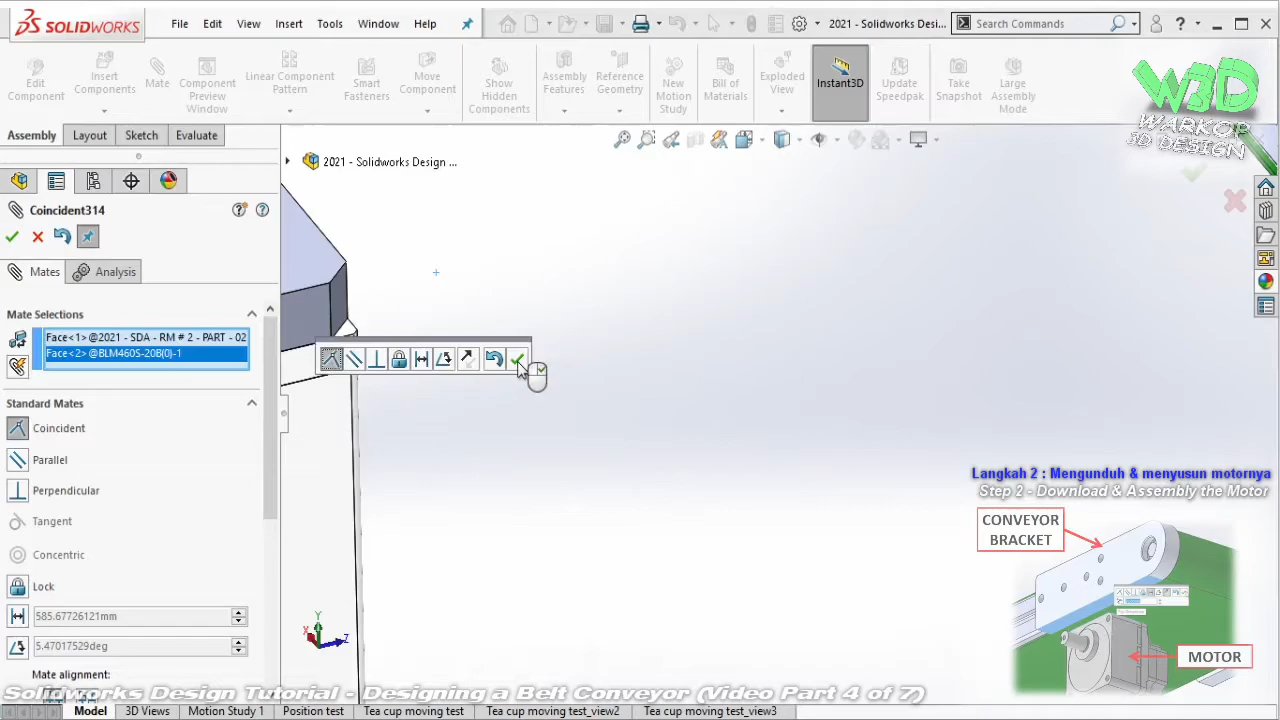 SOLIDWORKS
File Edit View Insert Tools Window Help
2021 - Solidworks Desi...
Search Commands
Edit Component
Insert Components
Mate
Component Preview Window
Linear Component Pattern
Smart Fasteners
Move Component
Show Hidden Components
Assembly Features
Reference Geometry
New Motion Study
Bill of Materials
Exploded View
Instant3D
Update Speedpak
Take Snapshot
Large Assembly Mode
W3D
WARKOP
3D DESIGN
Assembly Layout Sketch Evaluate
2021 - Solidworks Design ...
Coincident314
Mates Analysis
Mate Selections
Face<1>@2021 - SDA - RM # 2 - PART - 02
Face<2>@BLM460S-20B(0)-1
Standard Mates
Coincident
Parallel
Perpendicular
Tangent
Concentric
Lock
585.67726121mm
5.47017529deg
Mate alignment:
Y
X
Z
Langkah 2 : Mengunduh & menyusun motornya
Step 2 - Download & Assembly the Motor
CONVEYOR
BRACKET
MOTOR
Solidworks Design Tutorial - Designing a Belt Conveyor (Video Part 4 of 7)
Model 3D Views Motion Study 1 Position test Tea cup moving test Tea cup moving test_view2 Tea cup moving test_view3